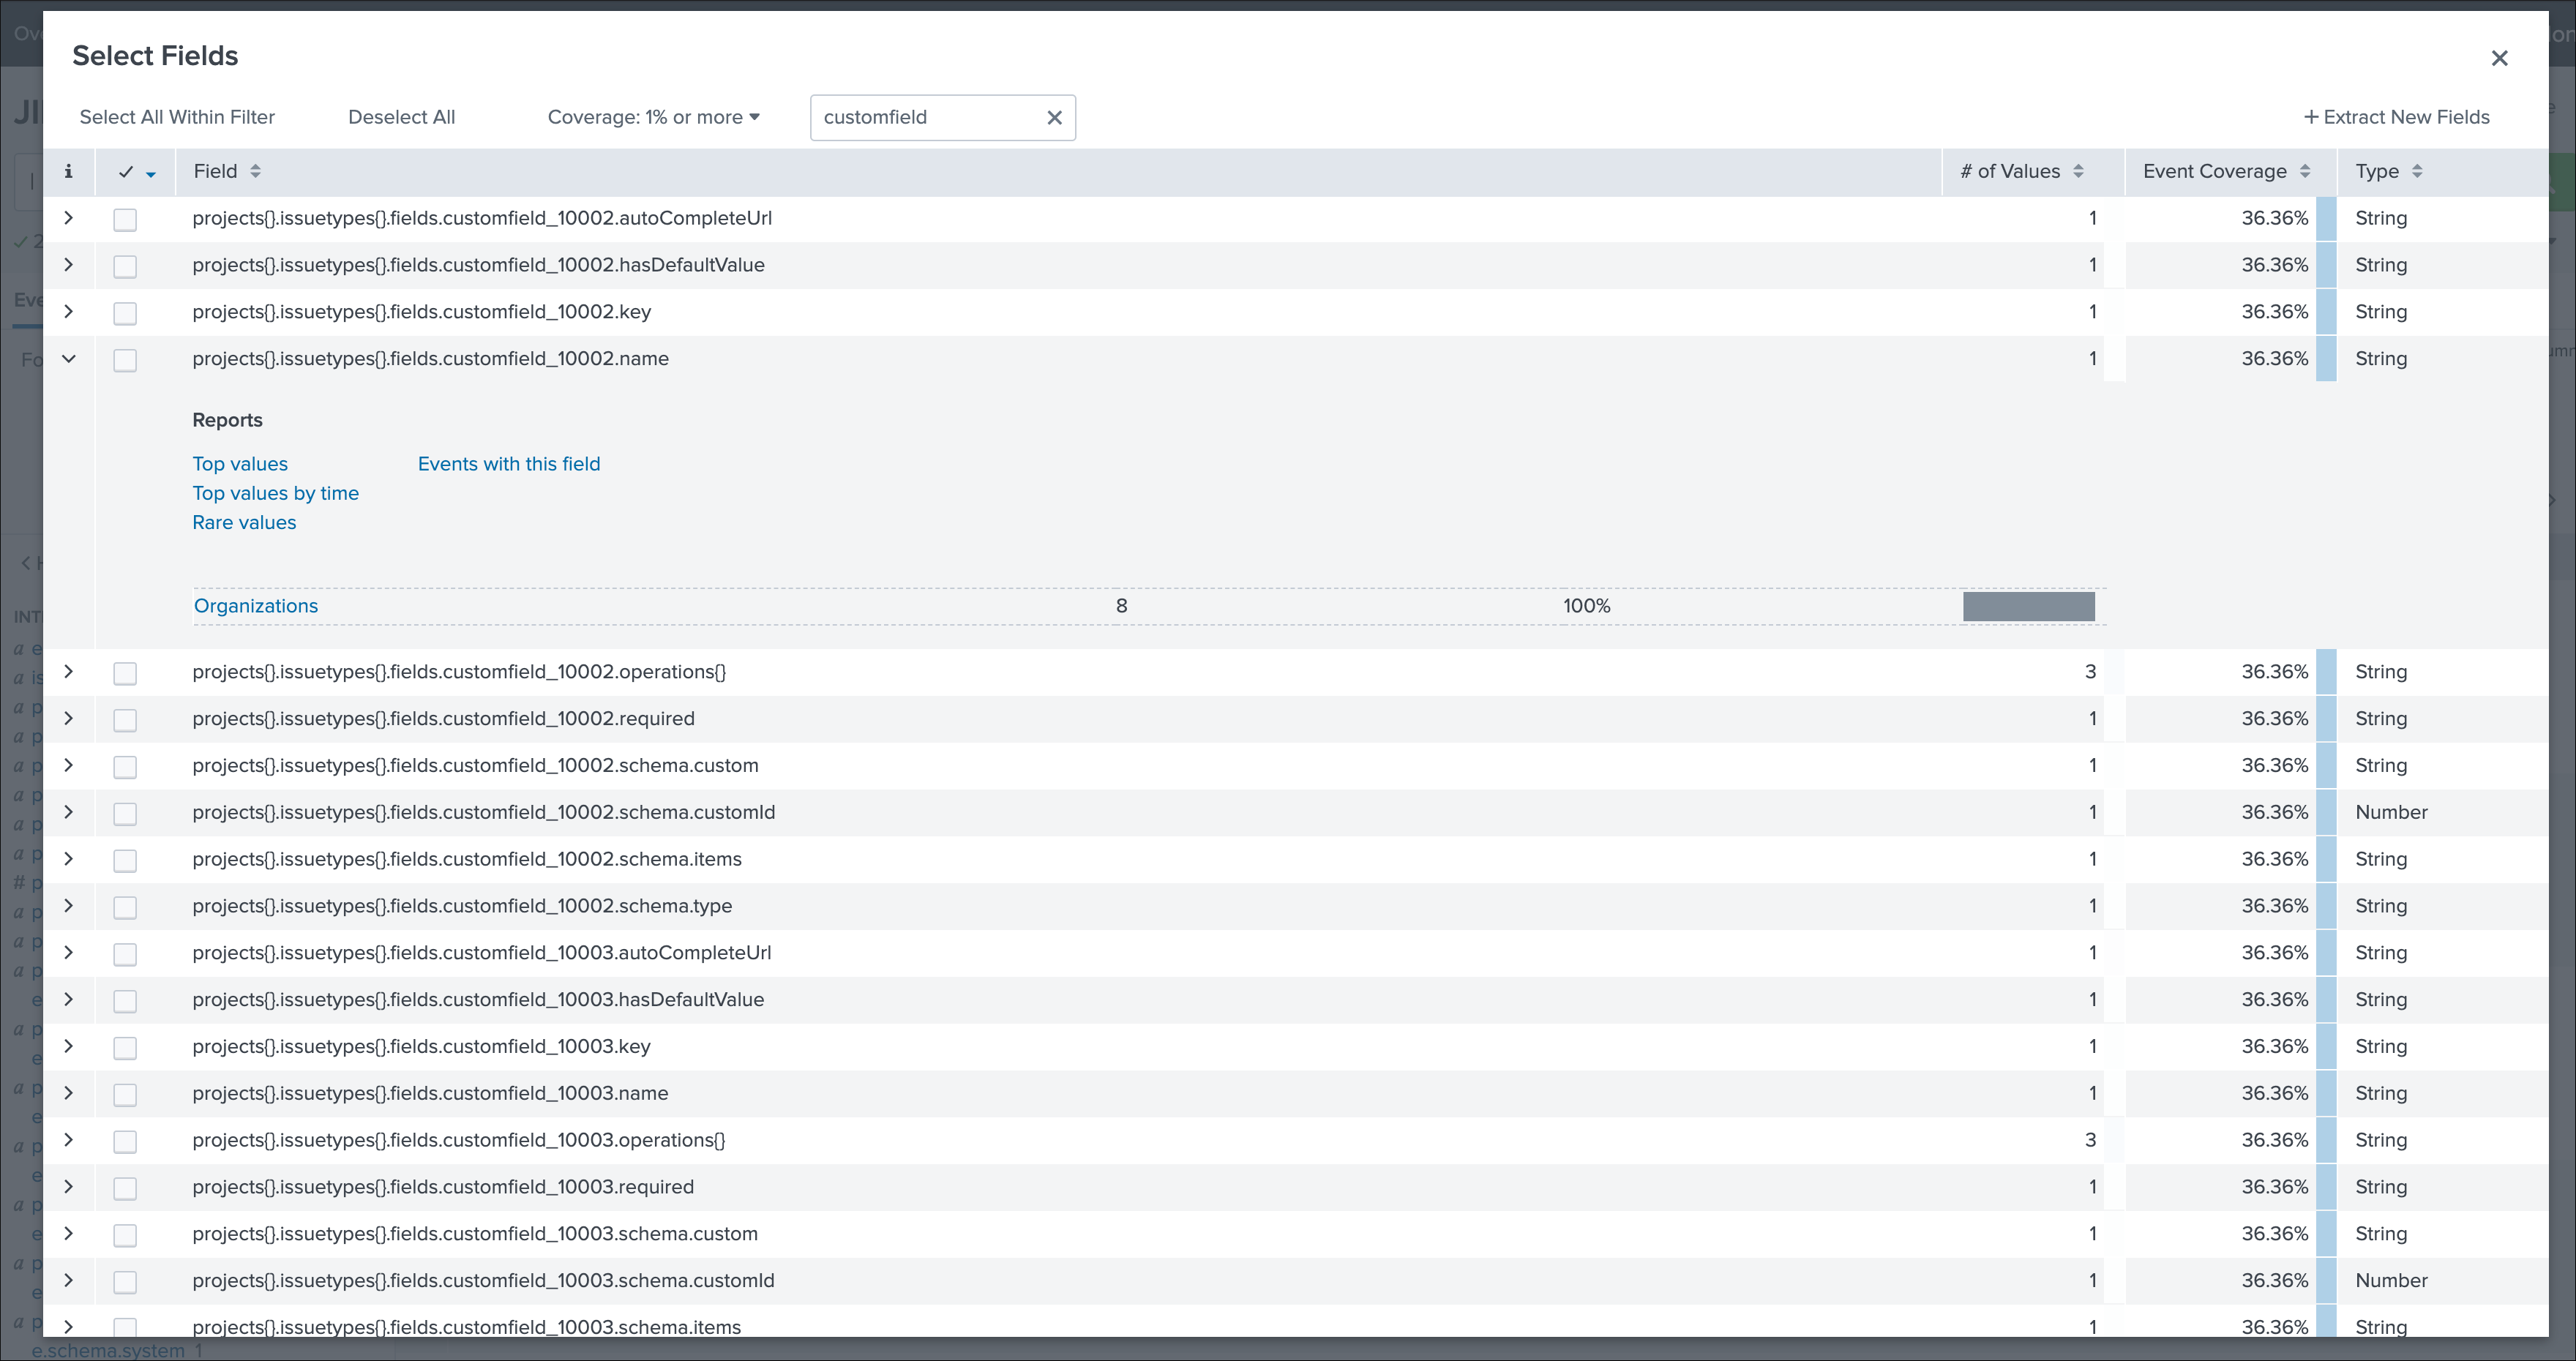 Select Fields
Select All Within Filter Deselect All Coverage: 1% or more customfield + Extract New Fields
i Field # of Values Event Coverage Type
projects{}.issuetypes{}.fields.customfield_10002.autoCompleteUrl 1 36.36% String
projects{}.issuetypes{}.fields.customfield_10002.hasDefaultValue 1 36.36% String
projects{}.issuetypes{}.fields.customfield_10002.key 1 36.36% String
projects{}.issuetypes{}.fields.customfield_10002.name 1 36.36% String
Reports
Top values Events with this field
Top values by time
Rare values
Organizations 8 100%
projects{}.issuetypes{}.fields.customfield_10002.operations{} 3 36.36% String
projects{}.issuetypes{}.fields.customfield_10002.required 1 36.36% String
projects{}.issuetypes{}.fields.customfield_10002.schema.custom 1 36.36% String
projects{}.issuetypes{}.fields.customfield_10002.schema.customId 1 36.36% Number
projects{}.issuetypes{}.fields.customfield_10002.schema.items 1 36.36% String
projects{}.issuetypes{}.fields.customfield_10002.schema.type 1 36.36% String
projects{}.issuetypes{}.fields.customfield_10003.autoCompleteUrl 1 36.36% String
projects{}.issuetypes{}.fields.customfield_10003.hasDefaultValue 1 36.36% String
projects{}.issuetypes{}.fields.customfield_10003.key 1 36.36% String
projects{}.issuetypes{}.fields.customfield_10003.name 1 36.36% String
projects{}.issuetypes{}.fields.customfield_10003.operations{} 3 36.36% String
projects{}.issuetypes{}.fields.customfield_10003.required 1 36.36% String
projects{}.issuetypes{}.fields.customfield_10003.schema.custom 1 36.36% String
projects{}.issuetypes{}.fields.customfield_10003.schema.customId 1 36.36% Number
projects{}.issuetypes{}.fields.customfield_10003.schema.items 1 36.36% String
e.schema.system 1